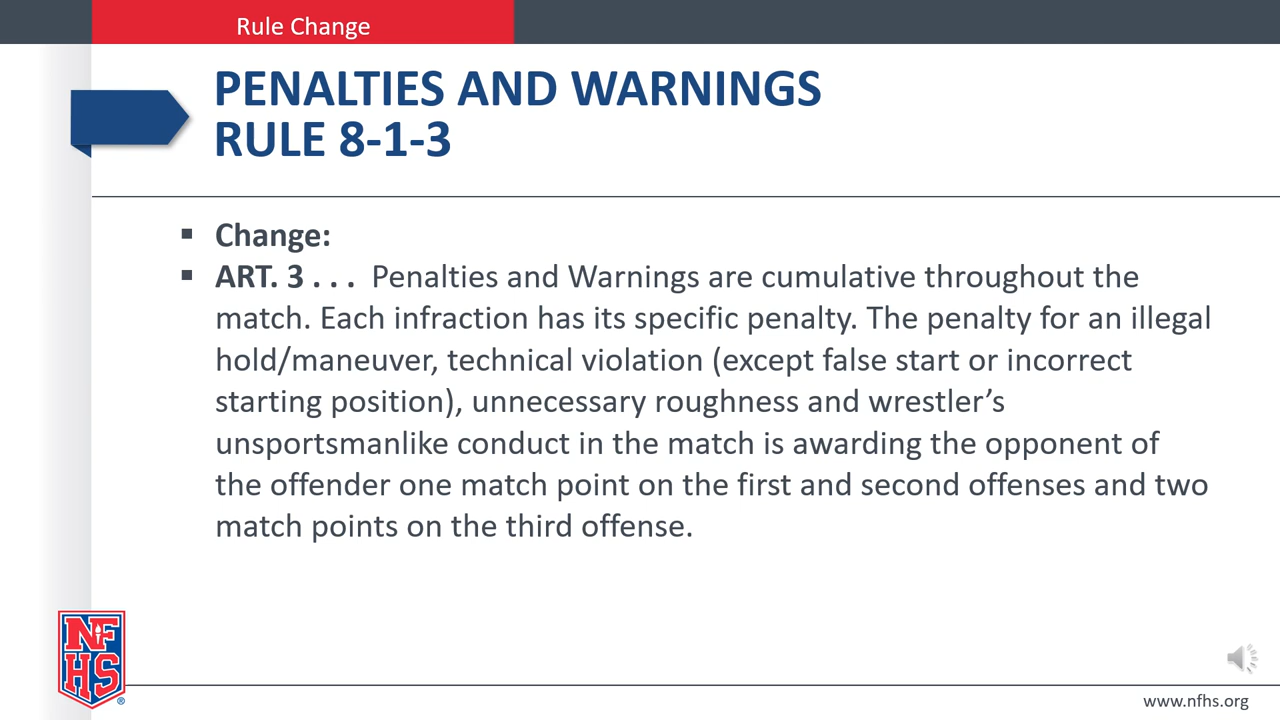 Rule Change
PENALTIES AND WARNINGS
RULE 8-1-3
▪ Change:
▪ ART. 3 . . .  Penalties and Warnings are cumulative throughout the
match. Each infraction has its specific penalty. The penalty for an illegal
hold/maneuver, technical violation (except false start or incorrect
starting position), unnecessary roughness and wrestler’s
unsportsmanlike conduct in the match is awarding the opponent of
the offender one match point on the first and second offenses and two
match points on the third offense.
NF
HS
®
www.nfhs.org